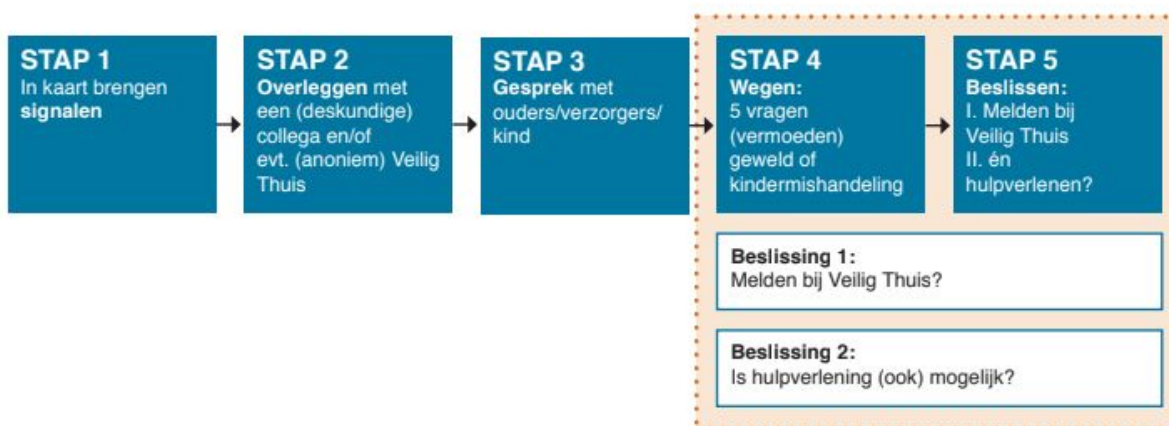 STAP 1
In kaart brengen
signalen
STAP 2
Overleggen met
een (deskundige)
collega en/of
evt. (anoniem) Veilig
Thuis
STAP 3
Gesprek met
ouders/verzorgers/
kind
STAP 4
Wegen:
5 vragen
(vermoeden)
geweld of
kindermishandeling
STAP 5
Beslissen:
I. Melden bij
Veilig Thuis
II. én
hulpverlenen?
Beslissing 1:
Melden bij Veilig Thuis?
Beslissing 2:
Is hulpverlening (ook) mogelijk?